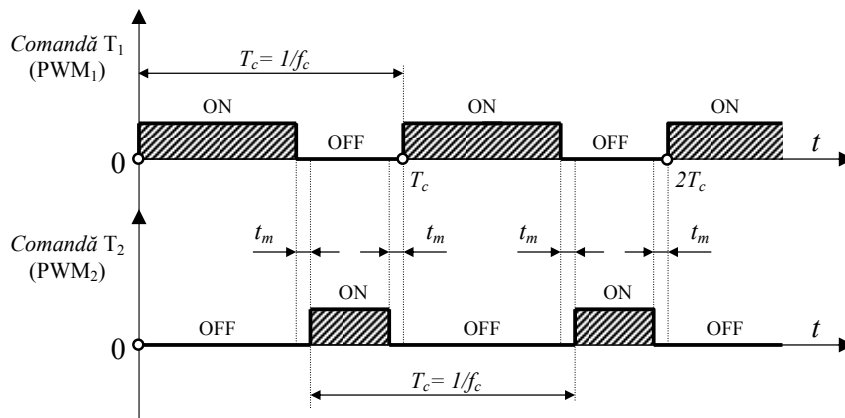 Comandă T1
(PWM1)
Tc= 1/fc
ON
ON
ON
OFF
OFF
0
t
Tc
2Tc
Comandă T2
(PWM2)
tm
tm
tm
tm
ON
ON
OFF
OFF
OFF
0
t
Tc= 1/fc